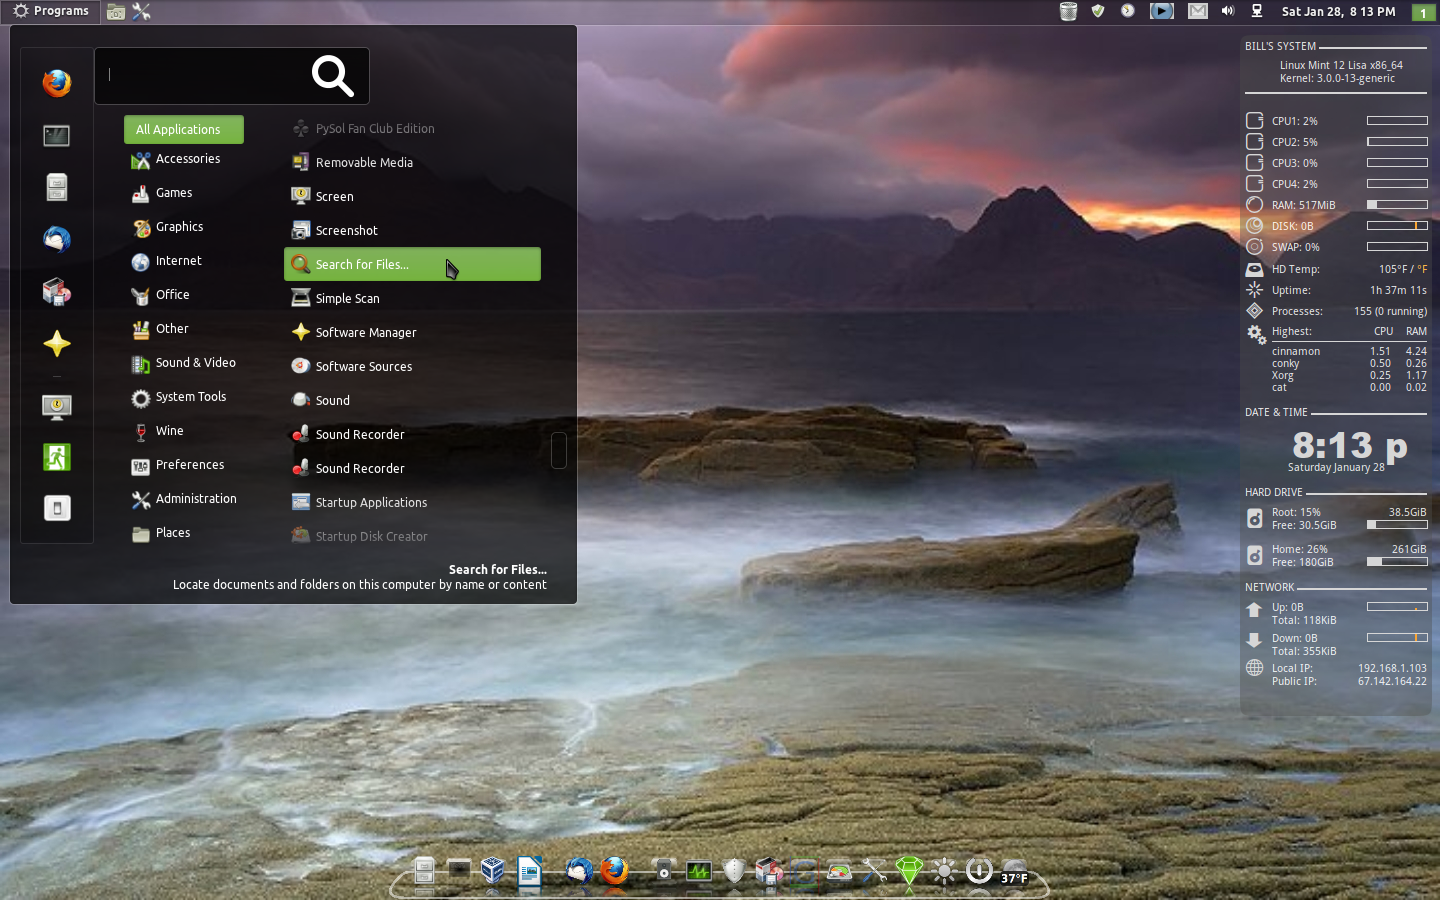 Programs
Sat Jan 28, 8 13 PM
1
All Applications
Accessories
Games
Graphics
Internet
Office
Other
Sound & Video
System Tools
Wine
Preferences
Administration
Places
PySol Fan Club Edition
Removable Media
Screen
Screenshot
Search for Files...
Simple Scan
Software Manager
Software Sources
Sound
Sound Recorder
Sound Recorder
Startup Applications
Startup Disk Creator
Search for Files...
Locate documents and folders on this computer by name or content
BILL'S SYSTEM
Linux Mint 12 Lisa x86_64
Kernel: 3.0.0-13-generic
CPU1: 2%
CPU2: 5%
CPU3: 0%
CPU4: 2%
RAM: 517MiB
DISK: 0B
SWAP: 0%
HD Temp: 105°F / °F
Uptime: 1h 37m 11s
Processes: 155 (0 running)
Highest: CPU RAM
cinnamon 1.51 4.24
conky 0.50 0.26
Xorg 0.25 1.17
cat 0.00 0.02
DATE & TIME
8:13 p
Saturday January 28
HARD DRIVE
Root: 15% 38.5GiB
Free: 30.5GiB
Home: 26% 261GiB
Free: 180GiB
NETWORK
Up: 0B
Total: 118KiB
Down: 0B
Total: 355KiB
Local IP: 192.168.1.103
Public IP: 67.142.164.22
37°F